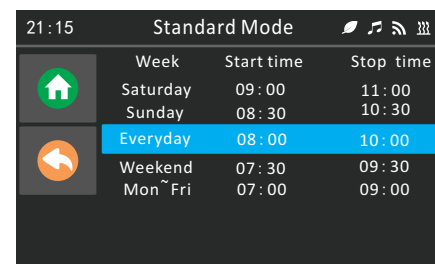 21:15 Standard Mode
Week Start time Stop time
Saturday 09:00 11:00
Sunday 08:30 10:30
Everyday 08:00 10:00
Weekend 07:30 09:30
Mon~Fri 07:00 09:00